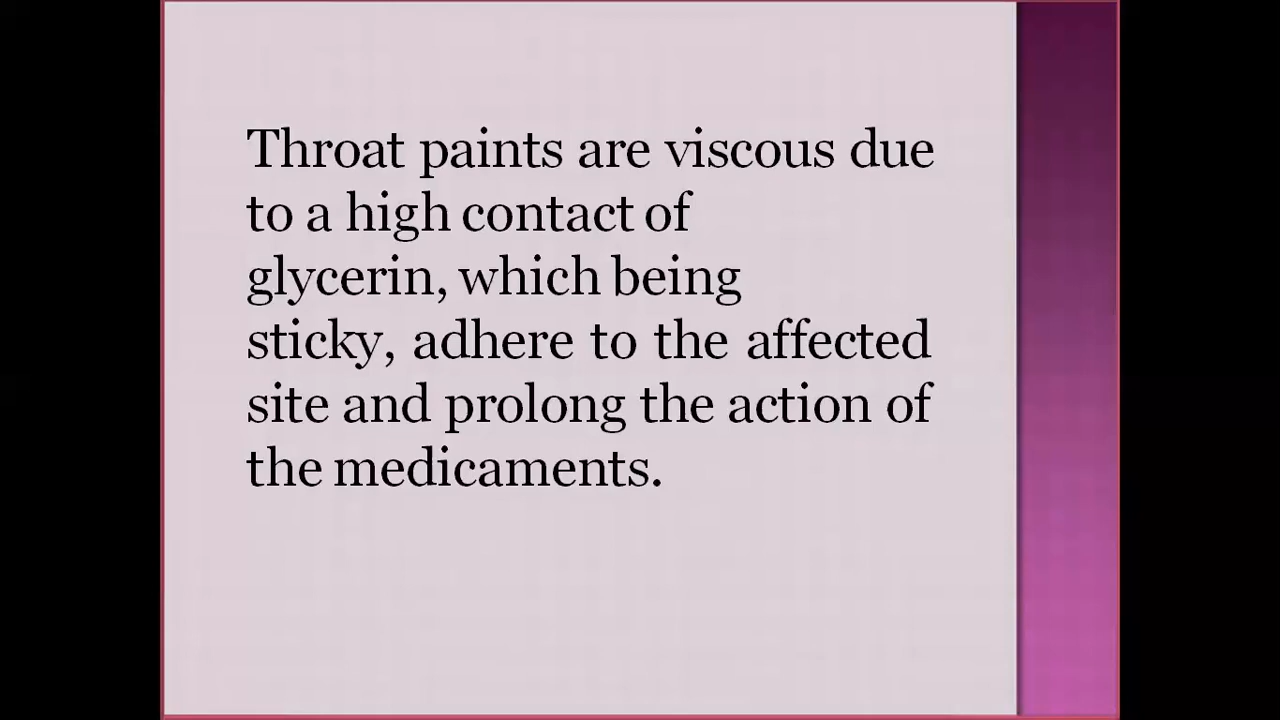 Throat paints are viscous due
to a high contact of
glycerin, which being
sticky, adhere to the affected
site and prolong the action of
the medicaments.